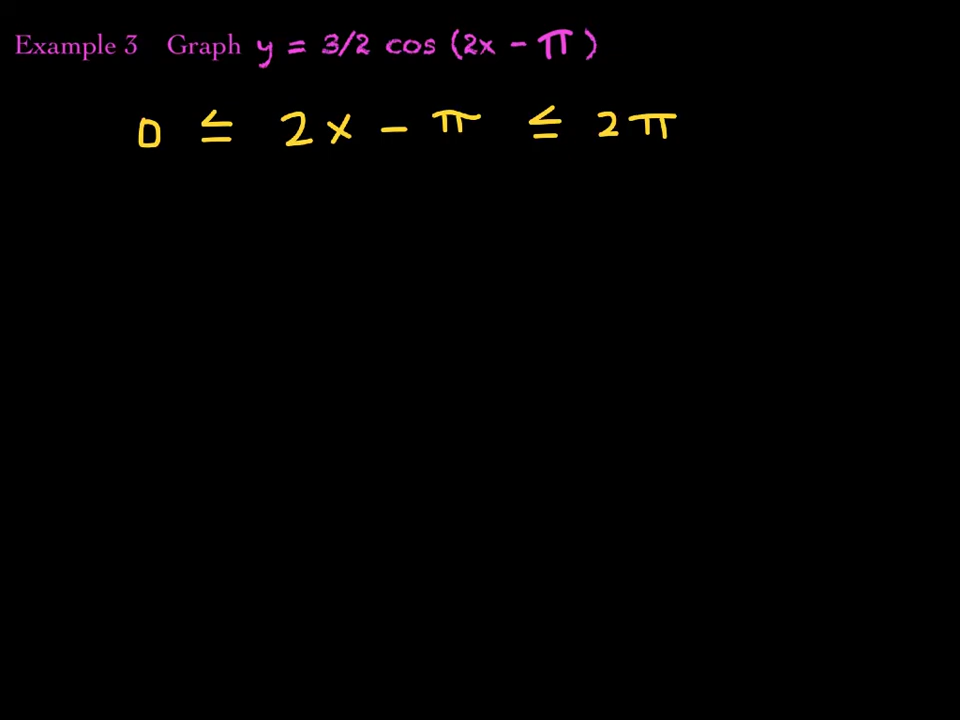 Example 3 Graph y = 3/2 cos (2x - π)
0 ≤ 2x - π ≤ 2π